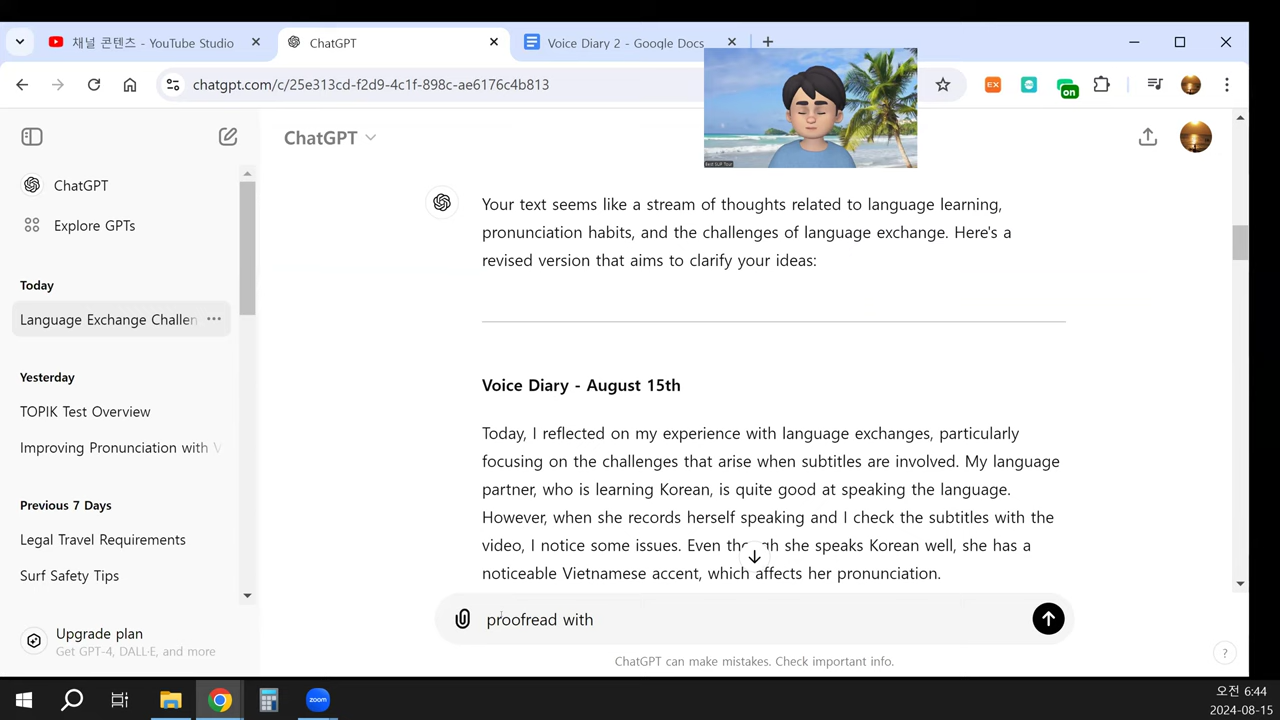 채널 콘텐츠 - YouTube Studio
ChatGPT
Voice Diary 2 - Google Docs
chatgpt.com/c/25e313cd-f2d9-4c1f-898c-ae6176c4b813
EX
on
ChatGPT
ChatGPT
Explore GPTs
Today
Language Exchange Challen
Yesterday
TOPIK Test Overview
Improving Pronunciation with V
Previous 7 Days
Legal Travel Requirements
Surf Safety Tips
Upgrade plan
Get GPT-4, DALL·E, and more
Your text seems like a stream of thoughts related to language learning,
pronunciation habits, and the challenges of language exchange. Here's a
revised version that aims to clarify your ideas:
Voice Diary - August 15th
Today, I reflected on my experience with language exchanges, particularly
focusing on the challenges that arise when subtitles are involved. My language
partner, who is learning Korean, is quite good at speaking the language.
However, when she records herself speaking and I check the subtitles with the
video, I notice some issues. Even though she speaks Korean well, she has a
noticeable Vietnamese accent, which affects her pronunciation.
proofread with
ChatGPT can make mistakes. Check important info.
?
zoom
오전 6:44
2024-08-15